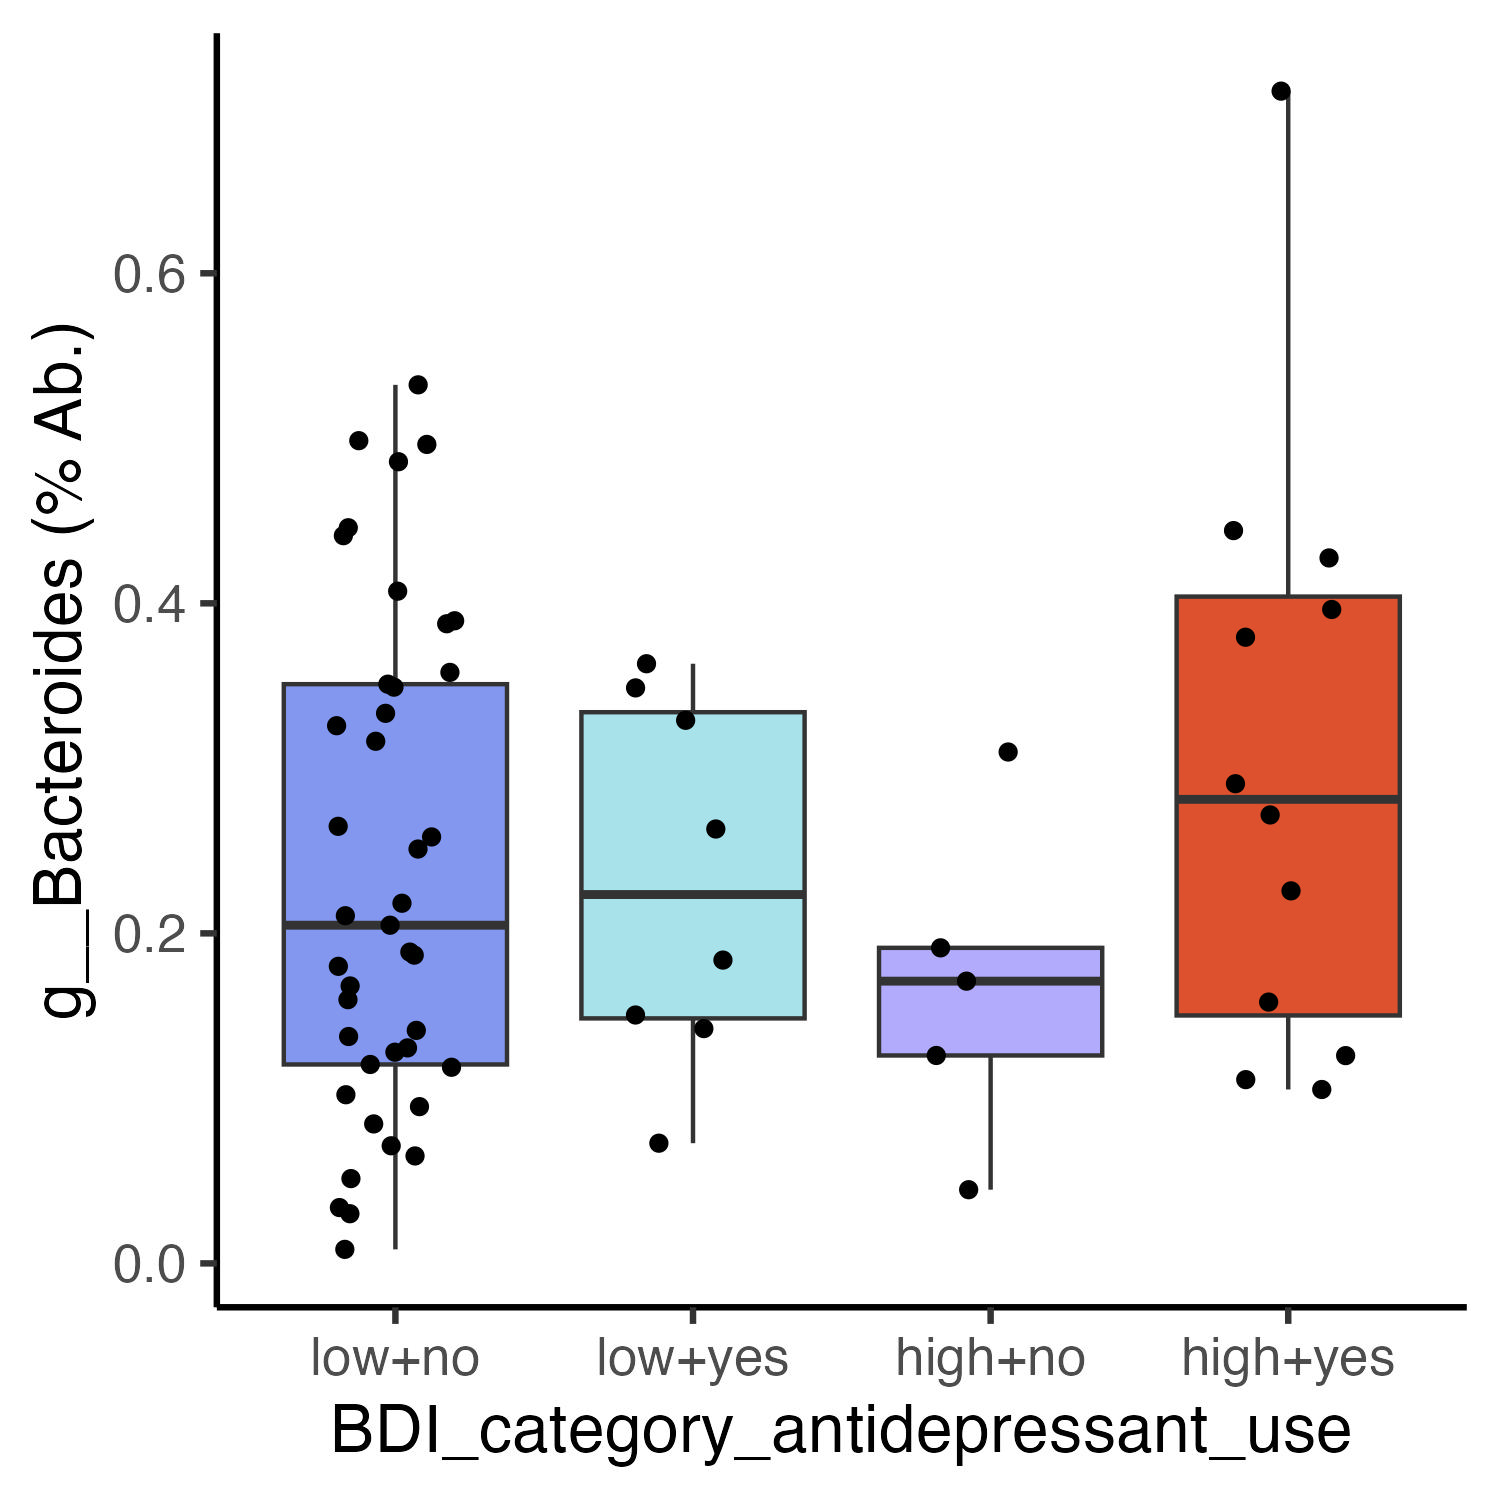 g__Bacteroides (% Ab.)
0.6
0.4
0.2
0.0
low+no low+yes high+no high+yes
BDI_category_antidepressant_use